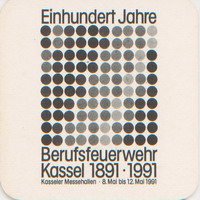 Einhundert Jahre
Berufsfeuerwehr
Kassel 1891 · 1991
Kasseler Messehallen · 8. Mai bis 12. Mai 1991